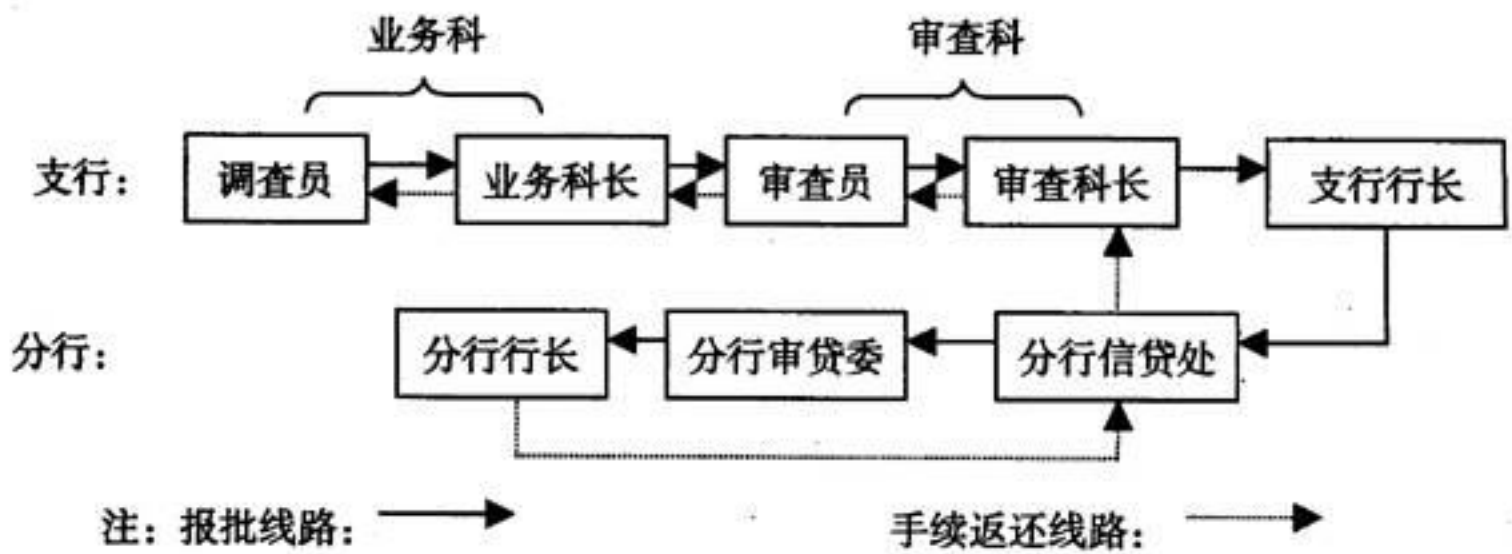 业务科 审查科
支行： 调查员 业务科长 审查员 审查科长 支行行长
分行： 分行行长 分行审贷委 分行信贷处
注：报批线路： 手续返还线路：